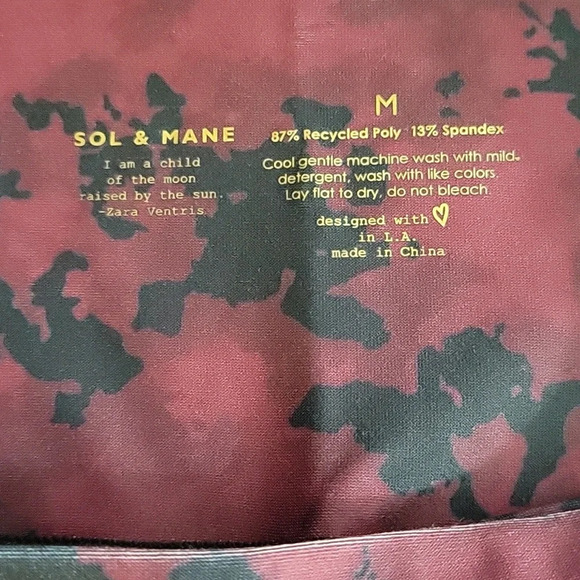 SOL & MANE
I am a child
of the moon
raised by the sun.
-Zara Ventris
M
87% Recycled Poly 13% Spandex
Cool gentle machine wash with mild
detergent, wash with like colors.
Lay flat to dry, do not bleach.
designed with ♡
in L.A.
made in China